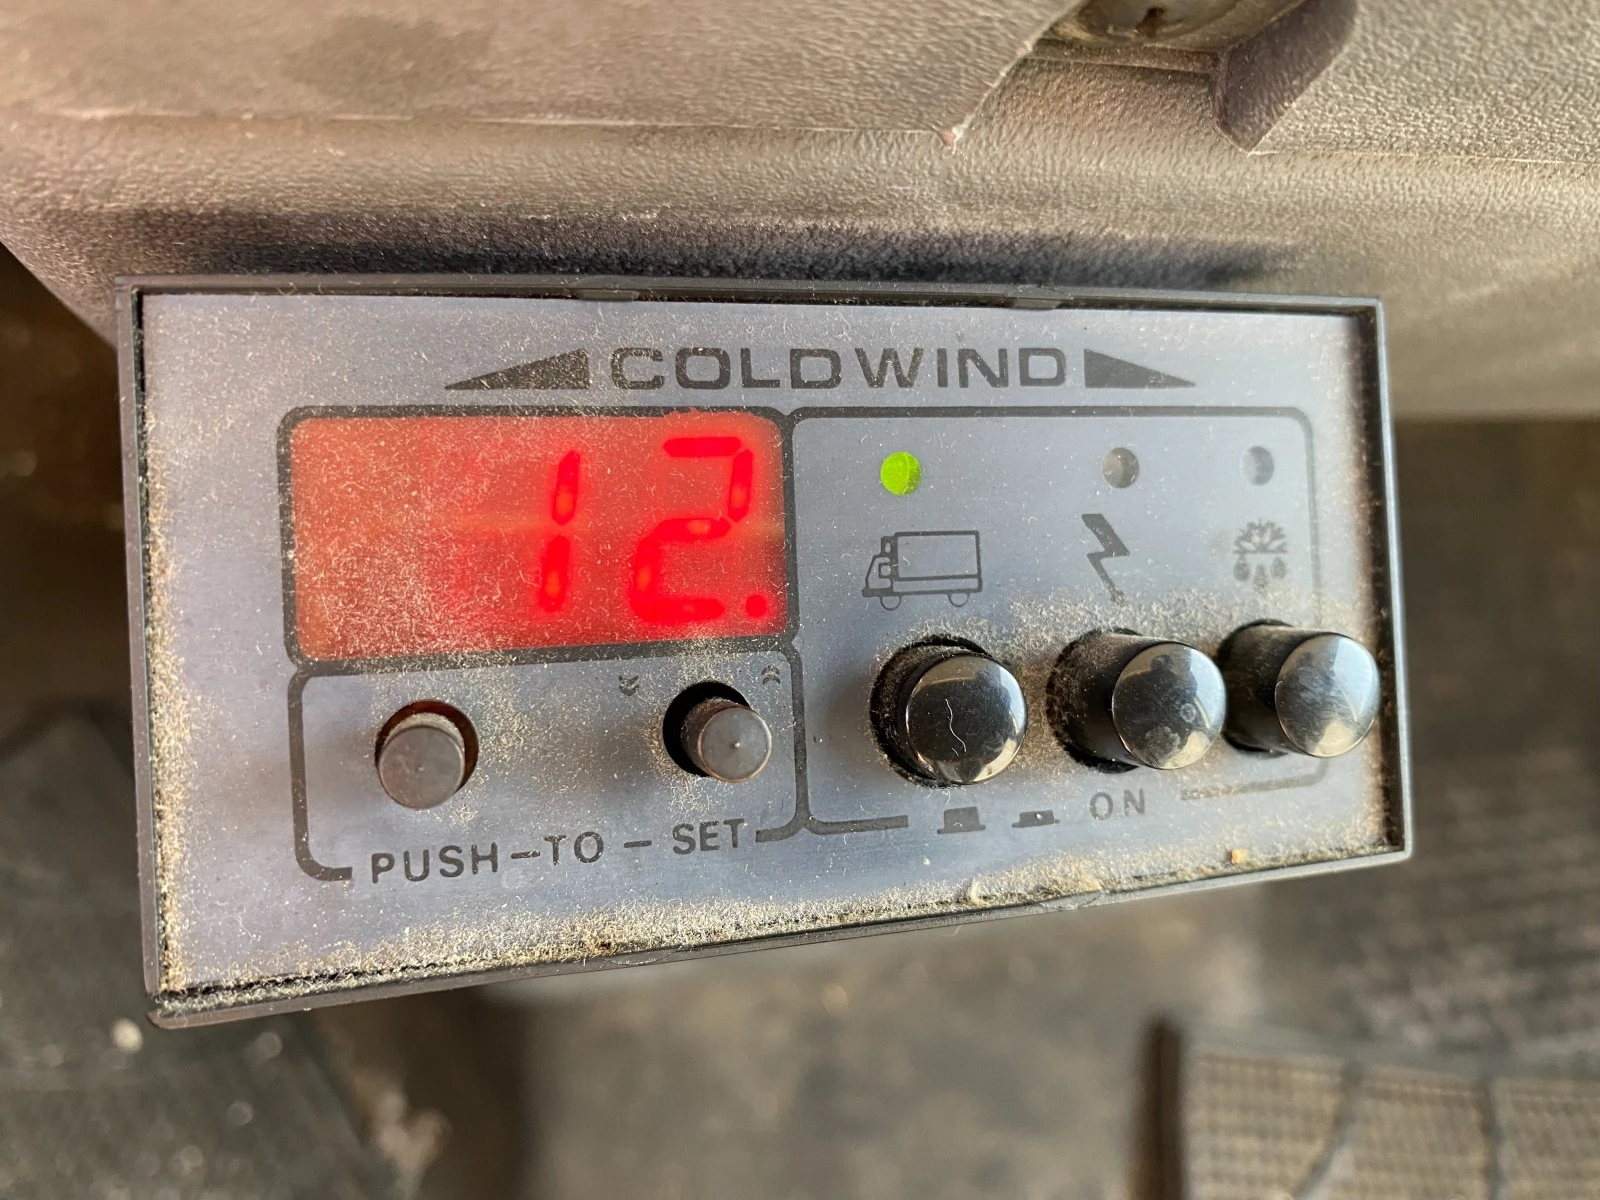 COLDWIND
12.
PUSH-TO-SET
ON